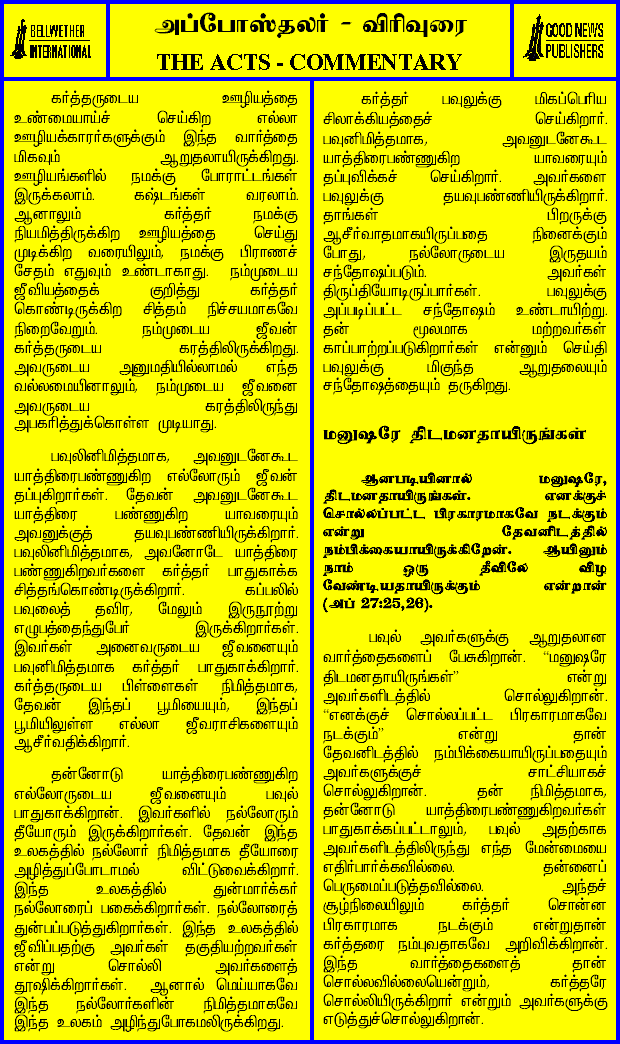 BELLWETHER
INTERNATIONAL
அப்போஸ்தலர் - விரிவுரை
THE ACTS - COMMENTARY
GOOD NEWS
PUBLISHERS
கர்த்தருடைய ஊழியத்தை
உண்மையாய்ச் செய்கிற எல்லா
ஊழியக்காரர்களுக்கும் இந்த வார்த்தை
மிகவும் ஆறுதலாயிருக்கிறது.
ஊழியங்களில் நமக்கு போராட்டங்கள்
இருக்கலாம். கஷ்டங்கள் வரலாம்.
ஆனாலும் கர்த்தர் நமக்கு
நியமித்திருக்கிற ஊழியத்தை செய்து
முடிக்கிற வரையிலும், நமக்கு பிராணச்
சேதம் எதுவும் உண்டாகாது. நம்முடைய
ஜீவியத்தைக் குறித்து கர்த்தர்
கொண்டிருக்கிற சித்தம் நிச்சயமாகவே
நிறைவேறும். நம்முடைய ஜீவன்
கர்த்தருடைய கரத்திலிருக்கிறது.
அவருடைய அனுமதியில்லாமல் எந்த
வல்லமையினாலும், நம்முடைய ஜீவனை
அவருடைய கரத்திலிருந்து
அபகரித்துக்கொள்ள முடியாது.
பவுலினிமித்தமாக, அவனுடனேகூட
யாத்திரைபண்ணுகிற எல்லோரும் ஜீவன்
தப்புகிறார்கள். தேவன் அவனுடனேகூட
யாத்திரை பண்ணுகிற யாவரையும்
அவனுக்குத் தயவுபண்ணியிருக்கிறார்.
பவுலினிமித்தமாக, அவனோடே யாத்திரை
பண்ணுகிறவர்களை கர்த்தர் பாதுகாக்க
சித்தங்கொண்டிருக்கிறார். கப்பலில்
பவுலைத் தவிர, மேலும் இருநூற்று
எழுபத்தைந்துபேர் இருக்கிறார்கள்.
இவர்கள் அனைவருடைய ஜீவனையும்
பவுனிமித்தமாக கர்த்தர் பாதுகாக்கிறார்.
கர்த்தருடைய பிள்ளைகள் நிமித்தமாக,
தேவன் இந்தப் பூமியையும், இந்தப்
பூமியிலுள்ள எல்லா ஜீவராசிகளையும்
ஆசீர்வதிக்கிறார்.
தன்னோடு யாத்திரைபண்ணுகிற
எல்லோருடைய ஜீவனையும் பவுல்
பாதுகாக்கிறான். இவர்களில் நல்லோரும்
தீயோரும் இருக்கிறார்கள். தேவன் இந்த
உலகத்தில் நல்லோர் நிமித்தமாக தீயோரை
அழித்துப்போடாமல் விட்டுவைக்கிறார்.
இந்த உலகத்தில் துன்மார்க்கர்
நல்லோரைப் பகைக்கிறார்கள். நல்லோரைத்
துன்பப்படுத்துகிறார்கள். இந்த உலகத்தில்
ஜீவிப்பதற்கு அவர்கள் தகுதியற்றவர்கள்
என்று சொல்லி அவர்களைத்
தூஷிக்கிறார்கள். ஆனால் மெய்யாகவே
இந்த நல்லோர்களின் நிமித்தமாகவே
இந்த உலகம் அழிந்துபோகமலிருக்கிறது.
கர்த்தர் பவுலுக்கு மிகப்பெரிய
சிலாக்கியத்தைச் செய்கிறார்.
பவுனிமித்தமாக, அவனுடனேகூட
யாத்திரைபண்ணுகிற யாவரையும்
தப்புவிக்கச் செய்கிறார். அவர்களை
பவுலுக்கு தயவுபண்ணியிருக்கிறார்.
தாங்கள் பிறருக்கு
ஆசீர்வாதமாகயிருப்பதை நினைக்கும்
போது, நல்லோருடைய இருதயம்
சந்தோஷப்படும். அவர்கள்
திருப்தியோடிருப்பார்கள். பவுலுக்கு
அப்படிப்பட்ட சந்தோஷம் உண்டாயிற்று.
தன் மூலமாக மற்றவர்கள்
காப்பாற்றப்படுகிறார்கள் என்னும் செய்தி
பவுலுக்கு மிகுந்த ஆறுதலையும்
சந்தோஷத்தையும் தருகிறது.
மனுஷரே திடமனதாயிருங்கள்
ஆனபடியினால் மனுஷரே,
திடமனதாயிருங்கள். எனக்குச்
சொல்லப்பட்ட பிரகாரமாகவே நடக்கும்
என்று தேவனிடத்தில்
நம்பிக்கையாயிருக்கிறேன். ஆயினும்
நாம் ஒரு தீவிலே விழ
வேண்டியதாயிருக்கும் என்றான்
(அப் 27:25,26).
பவுல் அவர்களுக்கு ஆறுதலான
வார்த்தைகளைப் பேசுகிறான். “மனுஷரே
திடமனதாயிருங்கள்” என்று
அவர்களிடத்தில் சொல்லுகிறான்.
“எனக்குச் சொல்லப்பட்ட பிரகாரமாகவே
நடக்கும்” என்று தான்
தேவனிடத்தில் நம்பிக்கையாயிருப்பதையும்
அவர்களுக்குச் சாட்சியாகச்
சொல்லுகிறான். தன் நிமித்தமாக,
தன்னோடு யாத்திரைபண்ணுகிறவர்கள்
பாதுகாக்கப்பட்டாலும், பவுல் அதற்காக
அவர்களிடத்திலிருந்து எந்த மேன்மையை
எதிர்பார்க்கவில்லை. தன்னைப்
பெருமைப்படுத்தவில்லை. அந்தச்
சூழ்நிலையிலும் கர்த்தர் சொன்ன
பிரகாரமாக நடக்கும் என்றுதான்
கர்த்தரை நம்புவதாகவே அறிவிக்கிறான்.
இந்த வார்த்தைகளைத் தான்
சொல்லவில்லையென்றும், கர்த்தரே
சொல்லியிருக்கிறார் என்றும் அவர்களுக்கு
எடுத்துச்சொல்லுகிறான்.